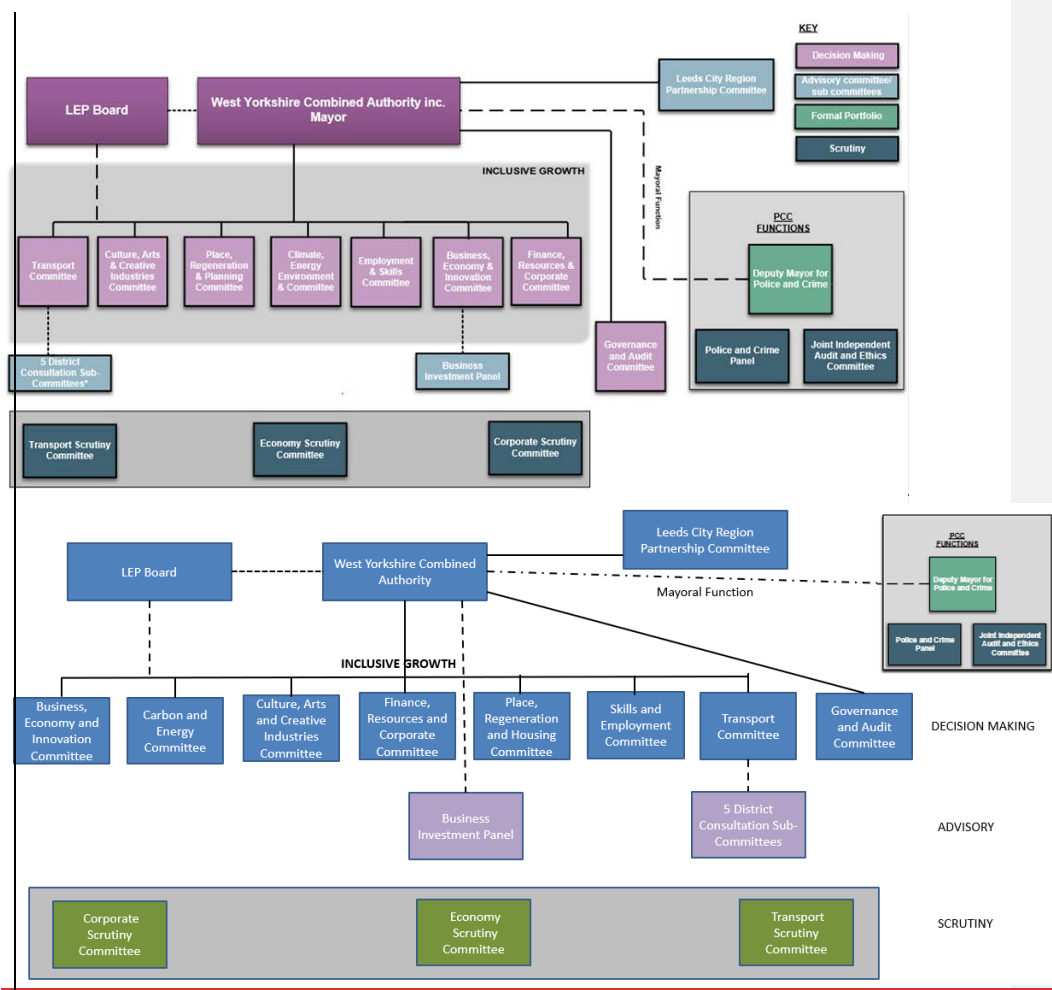 KEY
Decision Making
Advisory committee/
sub committees
Formal Portfolio
Scrutiny
LEP Board
West Yorkshire Combined Authority inc.
Mayor
Leeds City Region
Partnership Committee
INCLUSIVE GROWTH
Mayoral Function
Transport
Committee
Culture, Arts
& Creative
Industries
Committee
Place,
Regeneration
& Planning
Committee
Climate,
Energy
Environment
& Committee
Employment
& Skills
Committee
Business,
Economy &
Innovation
Committee
Finance,
Resources &
Corporate
Committee
PCC
FUNCTIONS
Deputy Mayor for
Police and Crime
Police and Crime
Panel
Joint Independent
Audit and Ethics
Committee
5 District
Consultation Sub-
Committees*
Business
Investment Panel
Governance
and Audit
Committee
Transport Scrutiny
Committee
Economy Scrutiny
Committee
Corporate Scrutiny
Committee
LEP Board
West Yorkshire Combined
Authority
Leeds City Region
Partnership Committee
Mayoral Function
PCC
FUNCTIONS
Deputy Mayor for
Police and Crime
Police and Crime
Panel
Joint Independent
Audit and Ethics
Committee
INCLUSIVE GROWTH
Business,
Economy and
Innovation
Committee
Carbon and
Energy
Committee
Culture, Arts
and Creative
Industries
Committee
Finance,
Resources and
Corporate
Committee
Place,
Regeneration
and Housing
Committee
Skills and
Employment
Committee
Transport
Committee
Governance
and Audit
Committee
DECISION MAKING
Business
Investment Panel
5 District
Consultation Sub-
Committees
ADVISORY
Corporate
Scrutiny
Committee
Economy
Scrutiny
Committee
Transport
Scrutiny
Committee
SCRUTINY